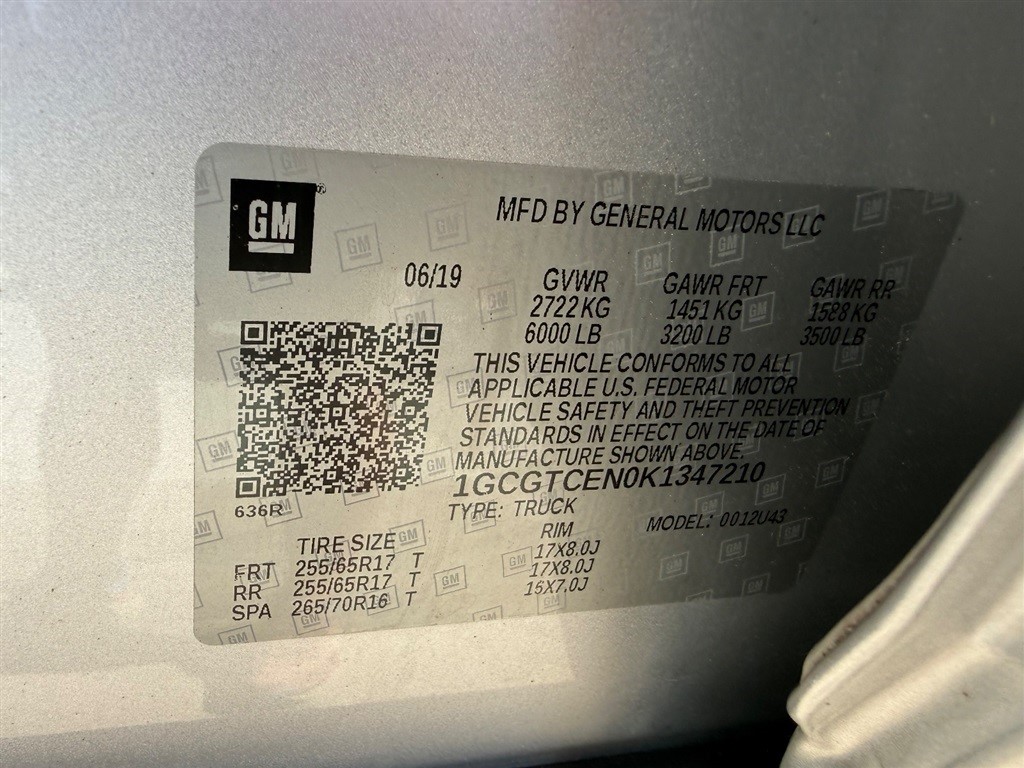 GM
MFD BY GENERAL MOTORS LLC
06/19 GVWR GAWR FRT GAWR RR
2722 KG 1451 KG 1588 KG
6000 LB 3200 LB 3500 LB
THIS VEHICLE CONFORMS TO ALL
APPLICABLE U.S. FEDERAL MOTOR
VEHICLE SAFETY AND THEFT PREVENTION
STANDARDS IN EFFECT ON THE DATE OF
MANUFACTURE SHOWN ABOVE.
1GCGTCEN0K1347210
636R TYPE: TRUCK MODEL: 0012U43
TIRE SIZE RIM
FRT 255/65R17 T 17X8.0J
RR 255/65R17 T 17X8.0J
SPA 265/70R16 T 16X7.0J